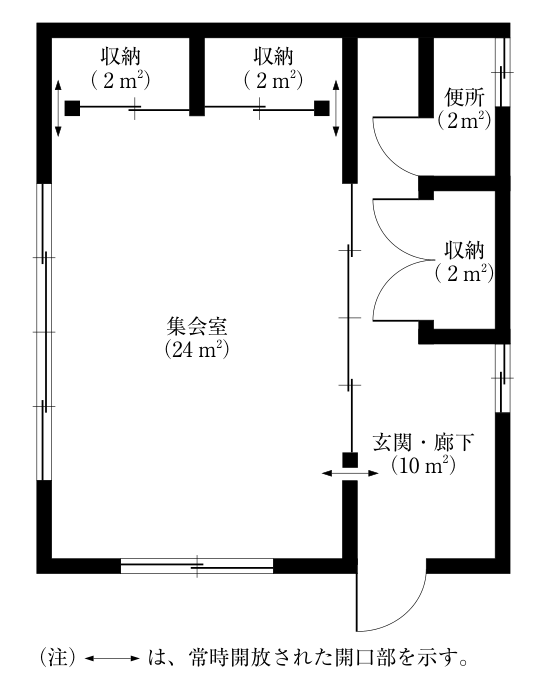 収納
(2 m²)
収納
(2 m²)
便所
(2m²)
収納
(2 m²)
集会室
(24 m²)
玄関・廊下
(10 m²)
(注) ←→ は、常時開放された開口部を示す。